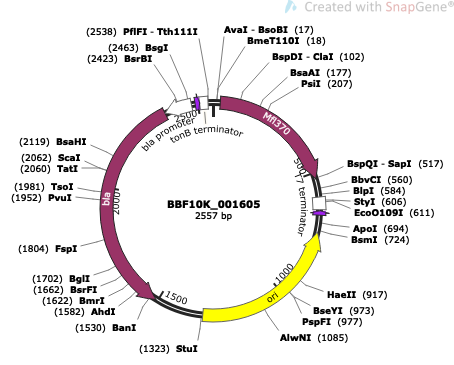 Created with SnapGene®
(2538) PflFI - Tth111I
(2463) BsgI
(2423) BsrBI
AvaI - BsoBI (17)
BmeT110I (18)
BspDI - ClaI (102)
BsaAI (177)
PsiI (207)
2500
bla promoter
tonB terminator
Mfl370
500
(2119) BsaHI
(2062) ScaI
(2060) TatI
(1981) TsoI
(1952) PvuI
(1804) FspI
(1702) BglI
(1662) BsrFI
(1622) BmrI
(1582) AhdI
(1530) BanI
(1323) StuI
bla
2000
BBF10K_001605
2557 bp
BspQI - SapI (517)
BbvCI (560)
BlpI (584)
StyI (606)
EcoO109I (611)
ApoI (694)
BsmI (724)
T7 terminator
1000
ori
1500
HaeII (917)
BseYI (973)
PspFI (977)
AlwNI (1085)